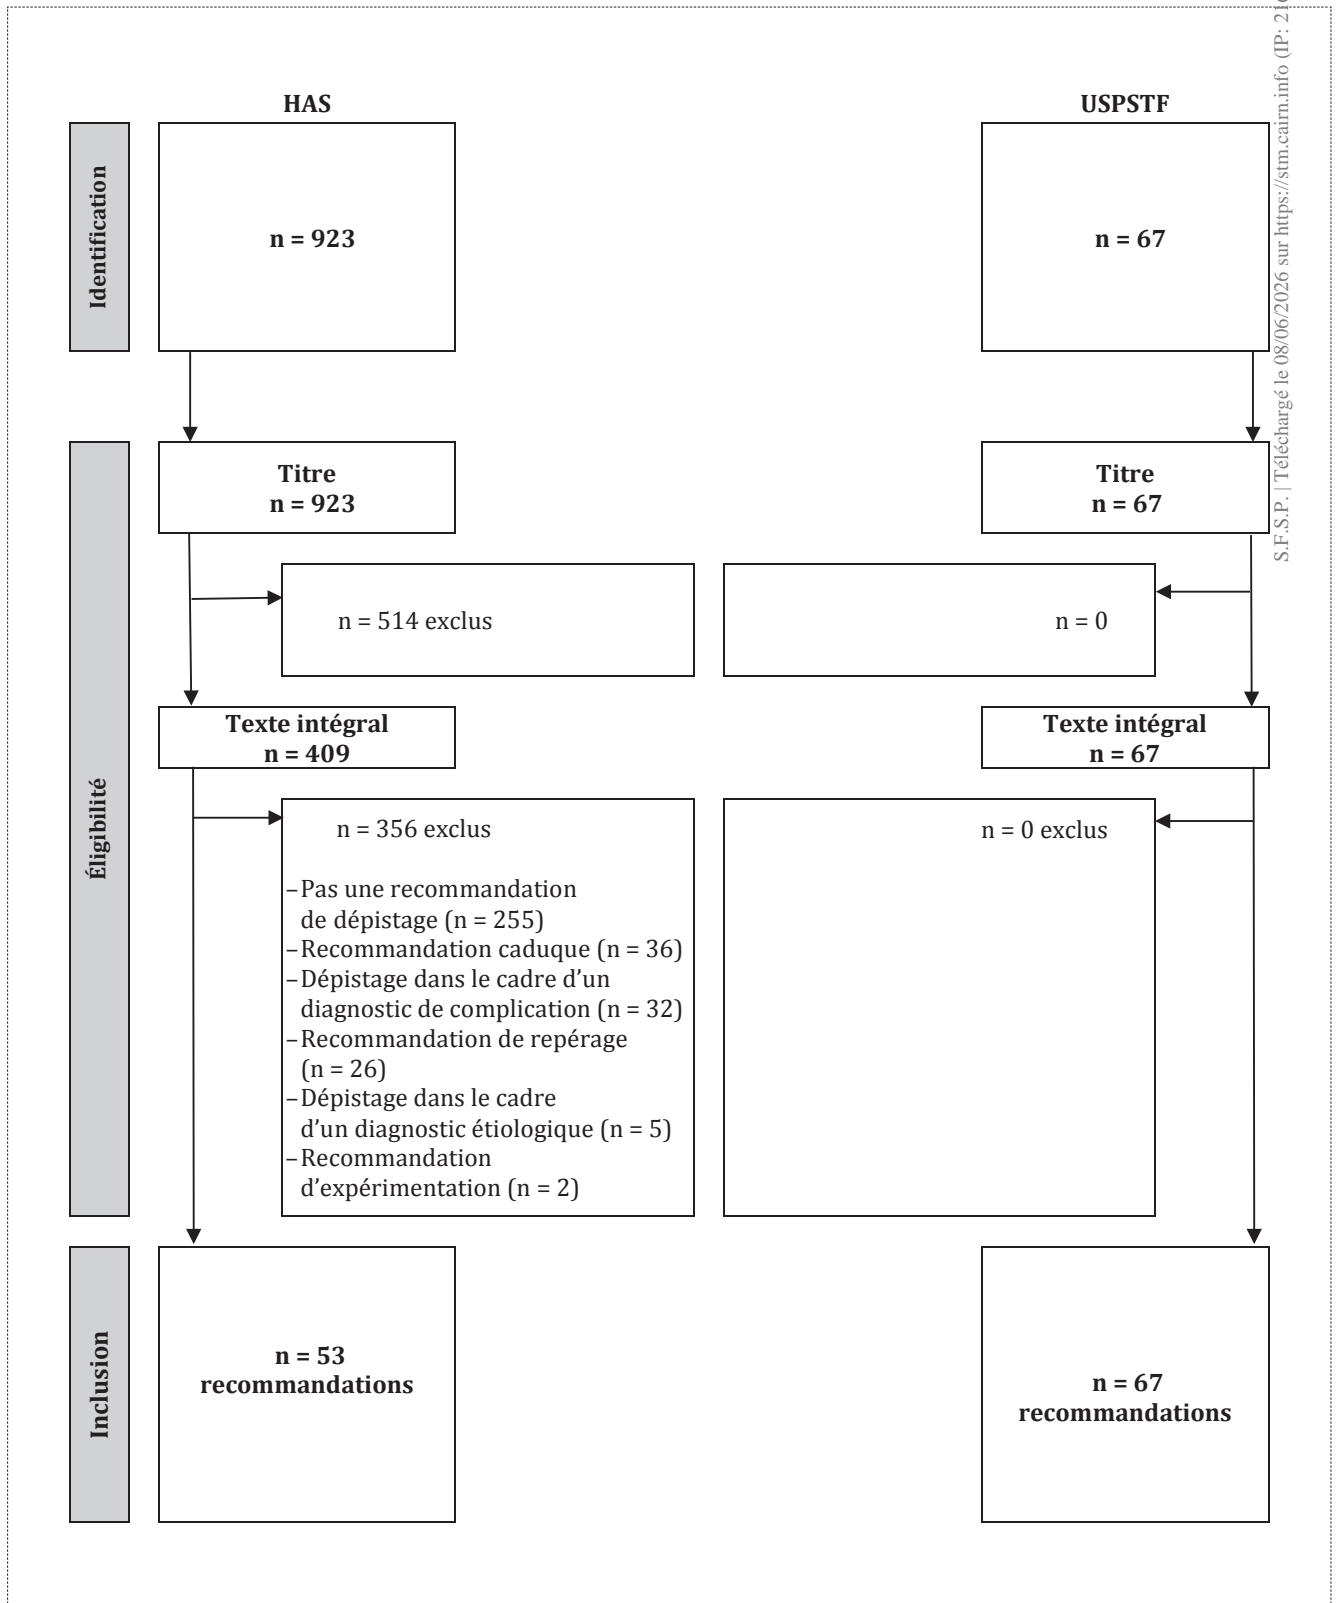 HAS
USPSTF
Identification
n = 923
n = 67
Éligibilité
Titre
n = 923
Titre
n = 67
n = 514 exclus
n = 0
Texte intégral
n = 409
Texte intégral
n = 67
n = 356 exclus
–Pas une recommandation
de dépistage (n = 255)
–Recommandation caduque (n = 36)
–Dépistage dans le cadre d’un
diagnostic de complication (n = 32)
–Recommandation de repérage
(n = 26)
–Dépistage dans le cadre
d’un diagnostic étiologique (n = 5)
–Recommandation
d’expérimentation (n = 2)
n = 0 exclus
Inclusion
n = 53
recommandations
n = 67
recommandations
S.F.S.P. | Téléchargé le 08/06/2026 sur https://stm.cairn.info (IP: